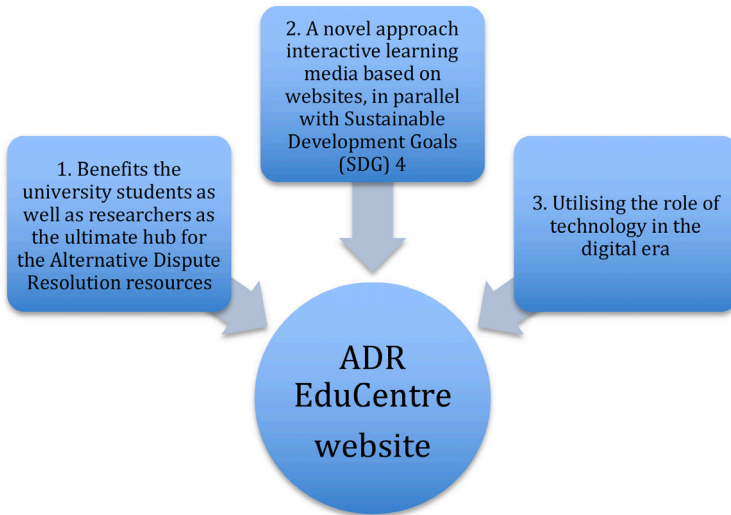 1. Benefits the
university students as
well as researchers as
the ultimate hub for
the Alternative Dispute
Resolution resources
2. A novel approach
interactive learning
media based on
websites, in parallel
with Sustainable
Development Goals
(SDG) 4
3. Utilising the role of
technology in the
digital era
ADR
EduCentre
website